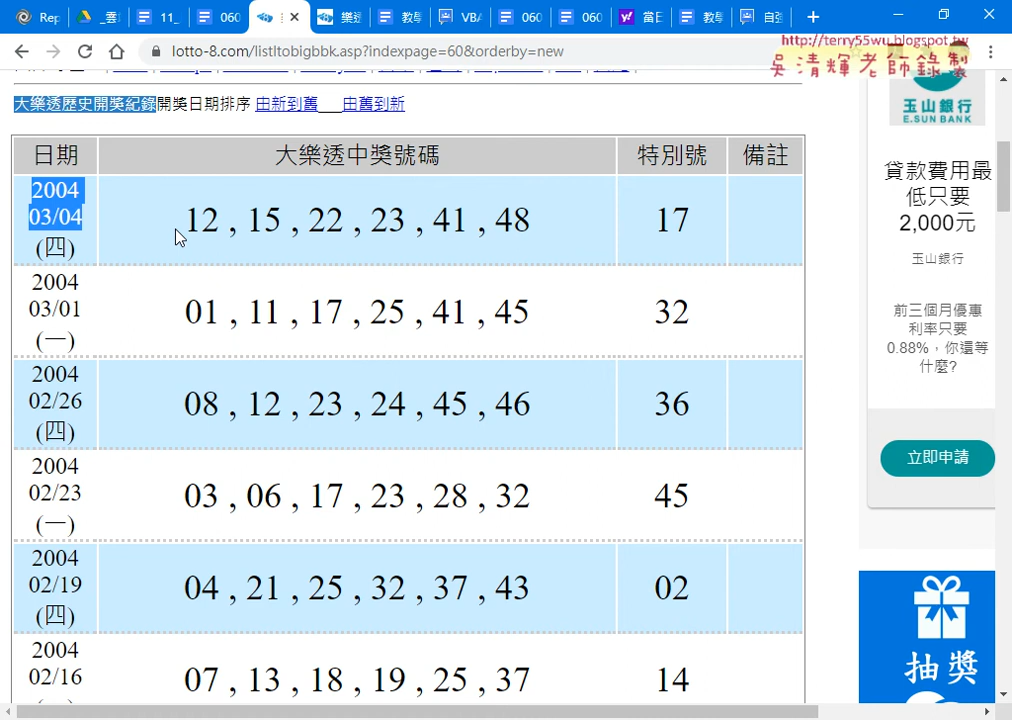 Rep
_雲
11_
060
樂透
教學
VBA
060
060
當日
教學
自強
lotto-8.com/listltobigbbk.asp?indexpage=60&orderby=new
http://terry55wu.blogspot.tw
吳清輝老師錄製
大樂透歷史開獎紀錄開獎日期排序 由新到舊 由舊到新
日期 大樂透中獎號碼 特別號 備註
2004
03/04
(四)
12 , 15 , 22 , 23 , 41 , 48 17
2004
03/01
(一)
01 , 11 , 17 , 25 , 41 , 45 32
2004
02/26
(四)
08 , 12 , 23 , 24 , 45 , 46 36
2004
02/23
(一)
03 , 06 , 17 , 23 , 28 , 32 45
2004
02/19
(四)
04 , 21 , 25 , 32 , 37 , 43 02
2004
02/16
07 , 13 , 18 , 19 , 25 , 37 14
玉山銀行
E.SUN BANK
貸款費用最
低只要
2,000元
玉山銀行
前三個月優惠
利率只要
0.88%，你還等
什麼?
立即申請
抽獎